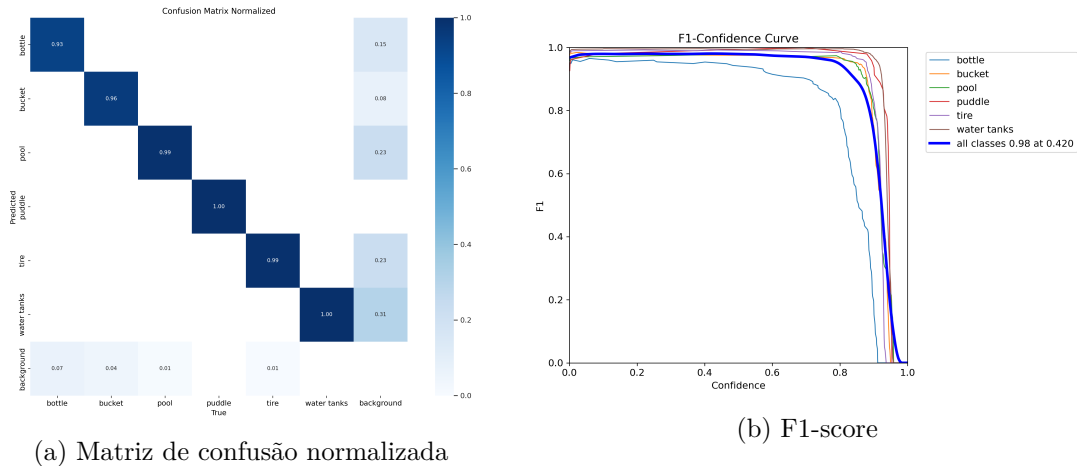 Confusion Matrix Normalized
Predicted
bottle
bucket
pool
puddle
tire
water tanks
background
0.93
0.15
0.96
0.08
0.99
0.23
1.00
0.99
0.23
1.00
0.31
0.07
0.04
0.01
0.01
bottle
bucket
pool
puddle
tire
water tanks
background
True
1.0
0.8
0.6
0.4
0.2
0.0
(a) Matriz de confusão normalizada
F1-Confidence Curve
F1
1.0
0.8
0.6
0.4
0.2
0.0
0.0
0.2
0.4
0.6
0.8
1.0
Confidence
bottle
bucket
pool
puddle
tire
water tanks
all classes 0.98 at 0.420
(b) F1-score